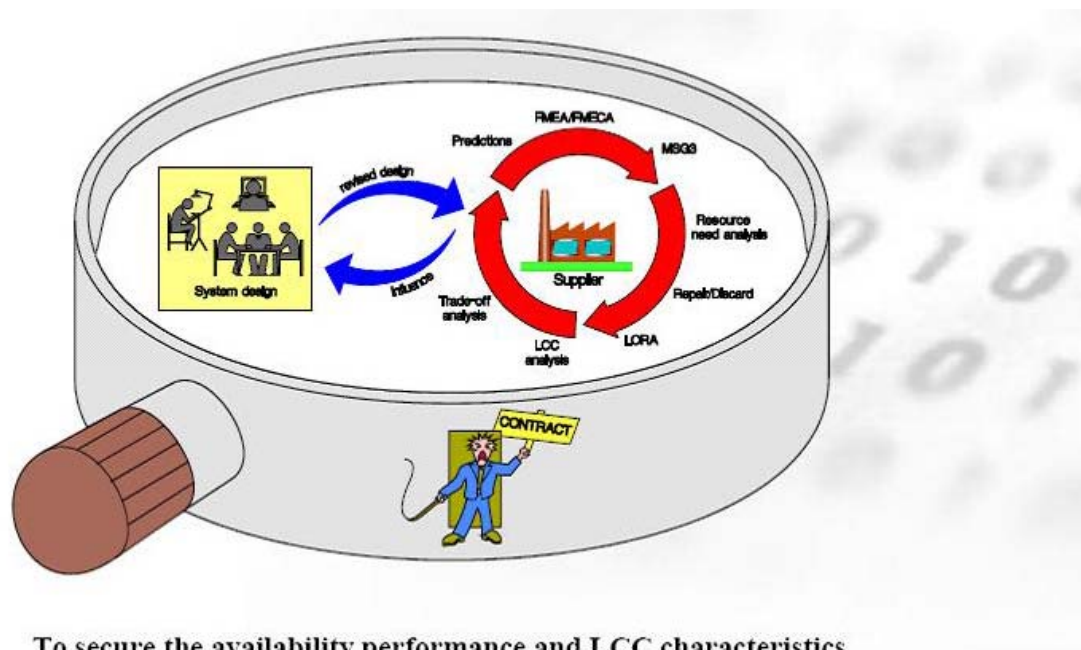 FMEA/FMECA
Predictions
MSG3
revised design
Resource
need analysis
System design
influence
Supplier
Repair/Discard
Trade-off
analysis
LORA
LCC
analysis
CONTRACT
To secure the availability performance and LCC characteristics